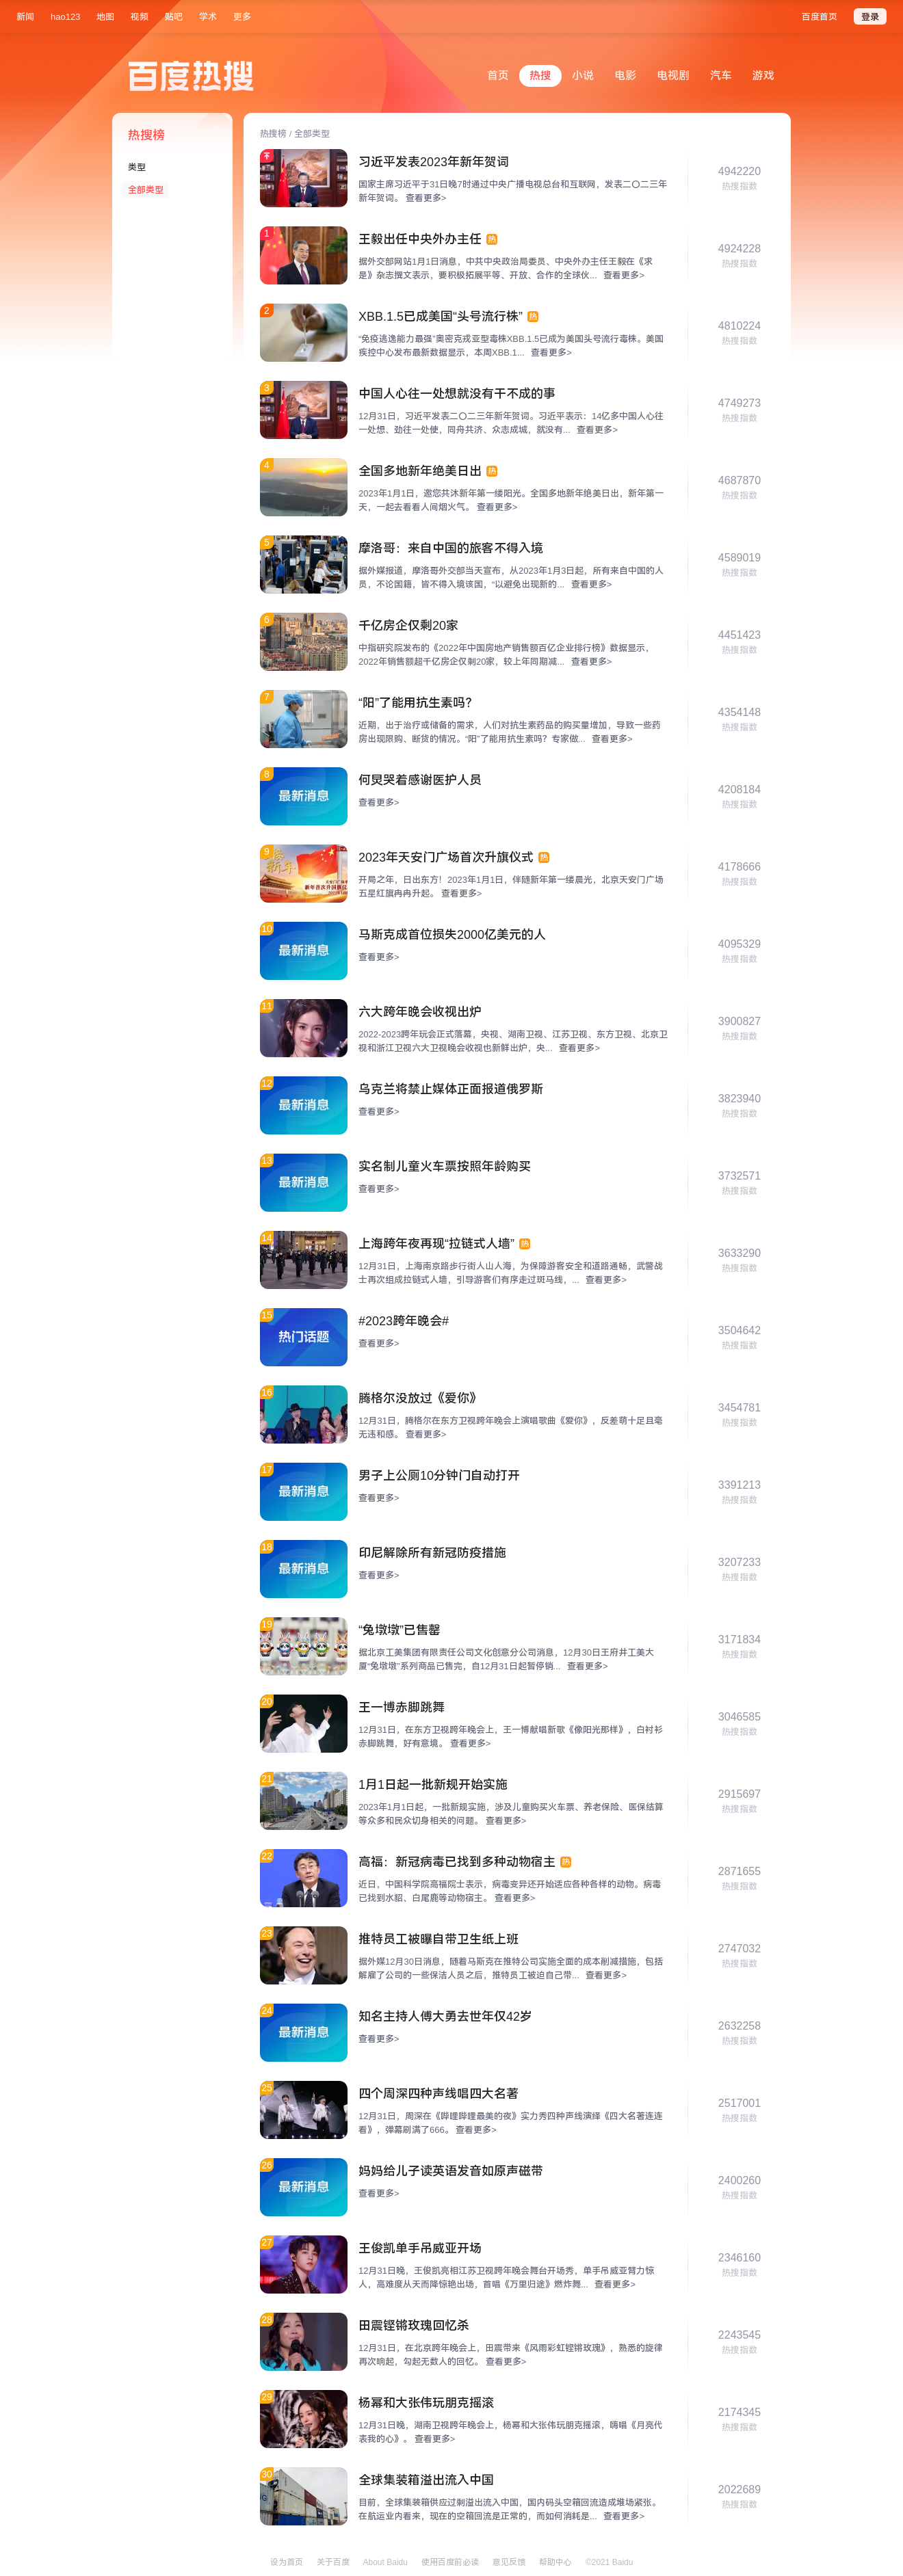 新闻 hao123 地图 视频 贴吧 学术 更多 百度首页 登录
百度热搜
首页 热搜 小说 电影 电视剧 汽车 游戏
热搜榜
类型
全部类型
热搜榜 / 全部类型
习近平发表2023年新年贺词
国家主席习近平于31日晚7时通过中央广播电视总台和互联网，发表二〇二三年
新年贺词。 查看更多>
4942220
热搜指数
1
王毅出任中央外办主任 热
据外交部网站1月1日消息，中共中央政治局委员、中央外办主任王毅在《求
是》杂志撰文表示，要积极拓展平等、开放、合作的全球伙... 查看更多>
4924228
热搜指数
2
XBB.1.5已成美国“头号流行株” 热
“免疫逃逸能力最强”奥密克戎亚型毒株XBB.1.5已成为美国头号流行毒株。美国
疾控中心发布最新数据显示，本周XBB.1... 查看更多>
4810224
热搜指数
3
中国人心往一处想就没有干不成的事
12月31日，习近平发表二〇二三年新年贺词。习近平表示：14亿多中国人心往
一处想、劲往一处使，同舟共济、众志成城，就没有... 查看更多>
4749273
热搜指数
4
全国多地新年绝美日出 热
2023年1月1日，邀您共沐新年第一缕阳光。全国多地新年绝美日出，新年第一
天，一起去看看人间烟火气。 查看更多>
4687870
热搜指数
5
摩洛哥：来自中国的旅客不得入境
据外媒报道，摩洛哥外交部当天宣布，从2023年1月3日起，所有来自中国的人
员，不论国籍，皆不得入境该国，“以避免出现新的... 查看更多>
4589019
热搜指数
6
千亿房企仅剩20家
中指研究院发布的《2022年中国房地产销售额百亿企业排行榜》数据显示，
2022年销售额超千亿房企仅剩20家，较上年同期减... 查看更多>
4451423
热搜指数
7
“阳”了能用抗生素吗？
近期，出于治疗或储备的需求，人们对抗生素药品的购买量增加，导致一些药
房出现限购、断货的情况。“阳”了能用抗生素吗？专家做... 查看更多>
4354148
热搜指数
8
最新消息
何炅哭着感谢医护人员
查看更多>
4208184
热搜指数
9
2023年天安门广场首次升旗仪式 热
开局之年，日出东方！2023年1月1日，伴随新年第一缕晨光，北京天安门广场
五星红旗冉冉升起。 查看更多>
4178666
热搜指数
10
最新消息
马斯克成首位损失2000亿美元的人
查看更多>
4095329
热搜指数
11
六大跨年晚会收视出炉
2022-2023跨年玩会正式落幕，央视、湖南卫视、江苏卫视、东方卫视、北京卫
视和浙江卫视六大卫视晚会收视也新鲜出炉，央... 查看更多>
3900827
热搜指数
12
最新消息
乌克兰将禁止媒体正面报道俄罗斯
查看更多>
3823940
热搜指数
13
最新消息
实名制儿童火车票按照年龄购买
查看更多>
3732571
热搜指数
14
上海跨年夜再现“拉链式人墙” 热
12月31日，上海南京路步行街人山人海，为保障游客安全和道路通畅，武警战
士再次组成拉链式人墙，引导游客们有序走过斑马线，... 查看更多>
3633290
热搜指数
15
热门话题
#2023跨年晚会#
查看更多>
3504642
热搜指数
16
腾格尔没放过《爱你》
12月31日，腾格尔在东方卫视跨年晚会上演唱歌曲《爱你》，反差萌十足且毫
无违和感。 查看更多>
3454781
热搜指数
17
最新消息
男子上公厕10分钟门自动打开
查看更多>
3391213
热搜指数
18
最新消息
印尼解除所有新冠防疫措施
查看更多>
3207233
热搜指数
19
“兔墩墩”已售罄
据北京工美集团有限责任公司文化创意分公司消息，12月30日王府井工美大
厦“兔墩墩”系列商品已售完，自12月31日起暂停销... 查看更多>
3171834
热搜指数
20
王一博赤脚跳舞
12月31日，在东方卫视跨年晚会上，王一博献唱新歌《像阳光那样》，白衬衫
赤脚跳舞，好有意境。 查看更多>
3046585
热搜指数
21
1月1日起一批新规开始实施
2023年1月1日起，一批新规实施，涉及儿童购买火车票、养老保险、医保结算
等众多和民众切身相关的问题。 查看更多>
2915697
热搜指数
22
高福：新冠病毒已找到多种动物宿主 热
近日，中国科学院高福院士表示，病毒变异还开始适应各种各样的动物。病毒
已找到水貂、白尾鹿等动物宿主。 查看更多>
2871655
热搜指数
23
推特员工被曝自带卫生纸上班
据外媒12月30日消息，随着马斯克在推特公司实施全面的成本削减措施，包括
解雇了公司的一些保洁人员之后，推特员工被迫自己带... 查看更多>
2747032
热搜指数
24
最新消息
知名主持人傅大勇去世年仅42岁
查看更多>
2632258
热搜指数
25
四个周深四种声线唱四大名著
12月31日，周深在《哔哩哔哩最美的夜》实力秀四种声线演绎《四大名著连连
看》，弹幕刷满了666。 查看更多>
2517001
热搜指数
26
最新消息
妈妈给儿子读英语发音如原声磁带
查看更多>
2400260
热搜指数
27
王俊凯单手吊威亚开场
12月31日晚，王俊凯亮相江苏卫视跨年晚会舞台开场秀，单手吊威亚臂力惊
人，高难度从天而降惊艳出场，首唱《万里归途》燃炸舞... 查看更多>
2346160
热搜指数
28
田震铿锵玫瑰回忆杀
12月31日，在北京跨年晚会上，田震带来《风雨彩虹铿锵玫瑰》，熟悉的旋律
再次响起，勾起无数人的回忆。 查看更多>
2243545
热搜指数
29
杨幂和大张伟玩朋克摇滚
12月31日晚，湖南卫视跨年晚会上，杨幂和大张伟玩朋克摇滚，嗨唱《月亮代
表我的心》。 查看更多>
2174345
热搜指数
30
全球集装箱溢出流入中国
目前，全球集装箱供应过剩溢出流入中国，国内码头空箱回流造成堆场紧张。
在航运业内看来，现在的空箱回流是正常的，而如何消耗是... 查看更多>
2022689
热搜指数
设为首页 关于百度 About Baidu 使用百度前必读 意见反馈 帮助中心 ©2021 Baidu